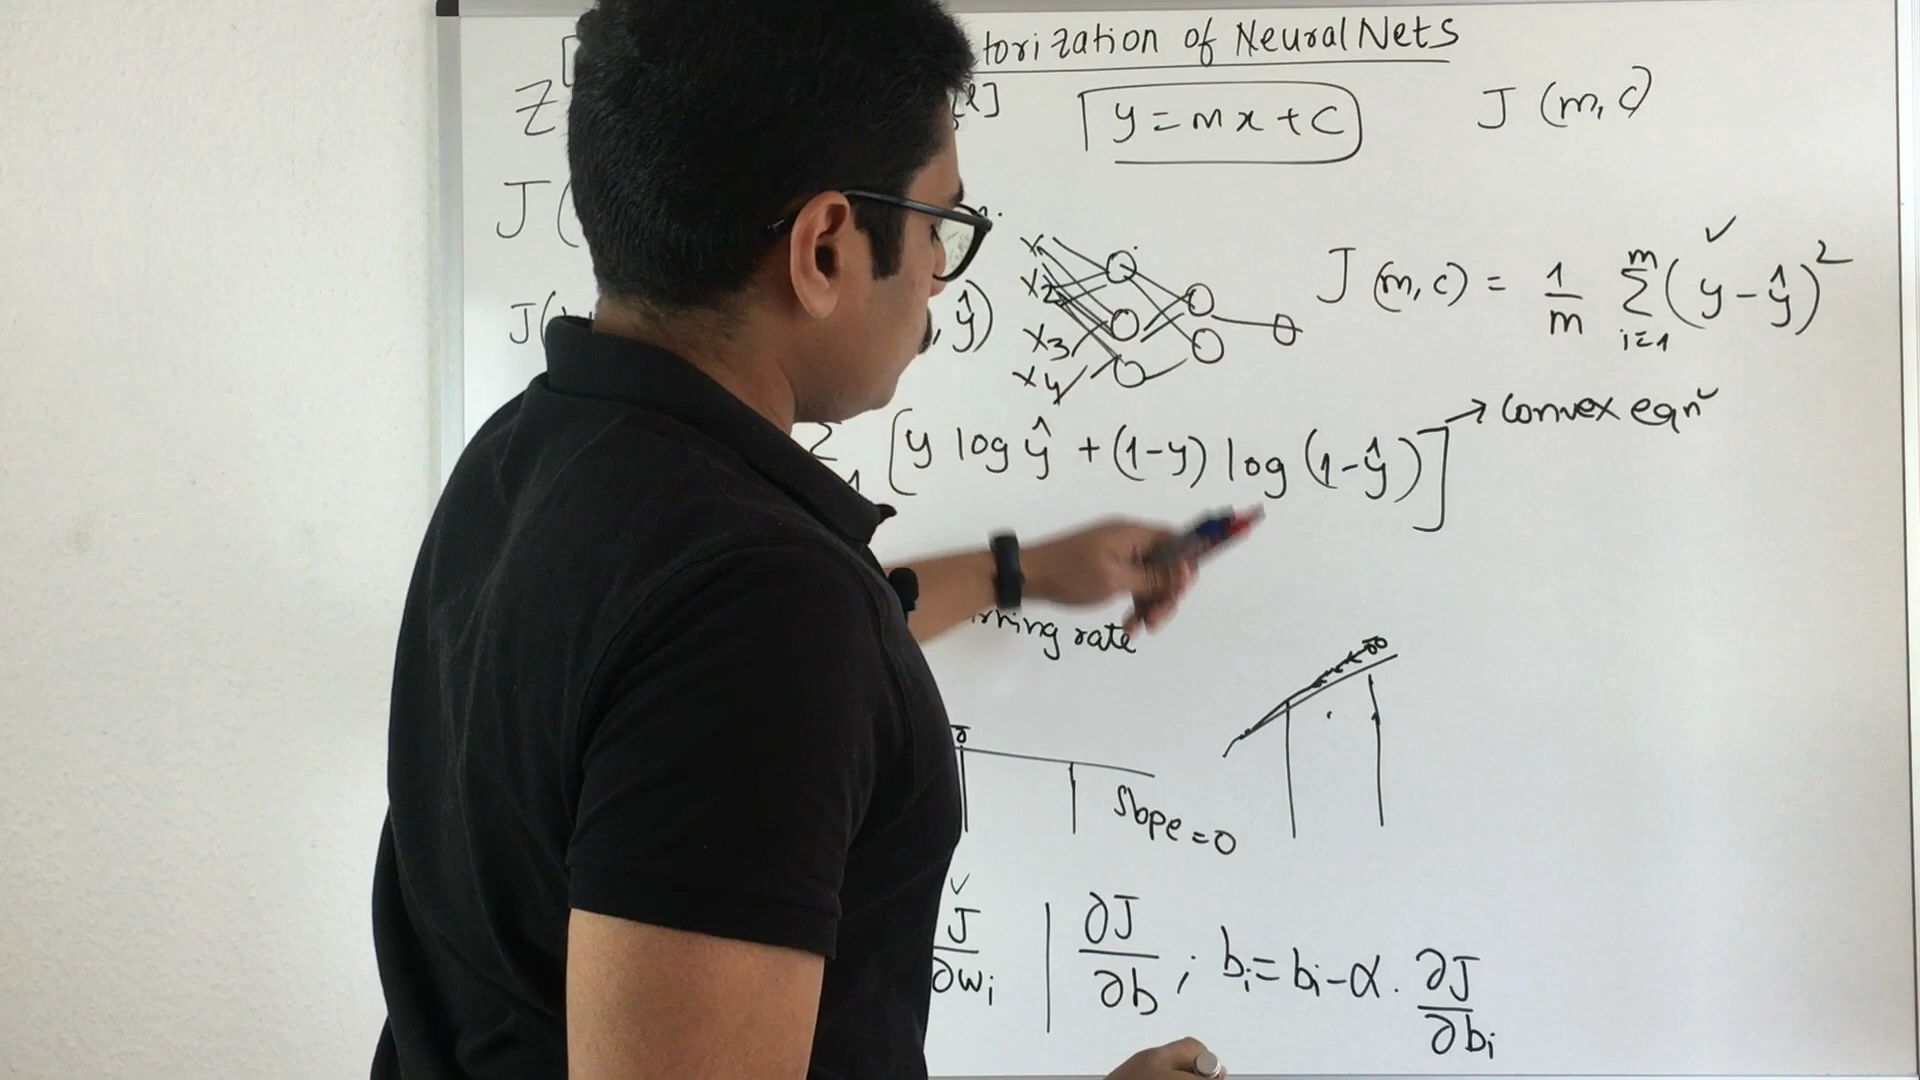 torization of Neural Nets
Z
l]
y = mx + c
J (m, c)
J (
J (m, c) = 1/m Σ i=1 m (y - ŷ)²
x2
x3
x4
J(
, ŷ)
→ Convex eqn
[y log ŷ + (1-y) log (1-ŷ)]
rning rate
Slope = 0
J/∂wi | ∂J/∂b ; bi = bi - α . ∂J/∂bi